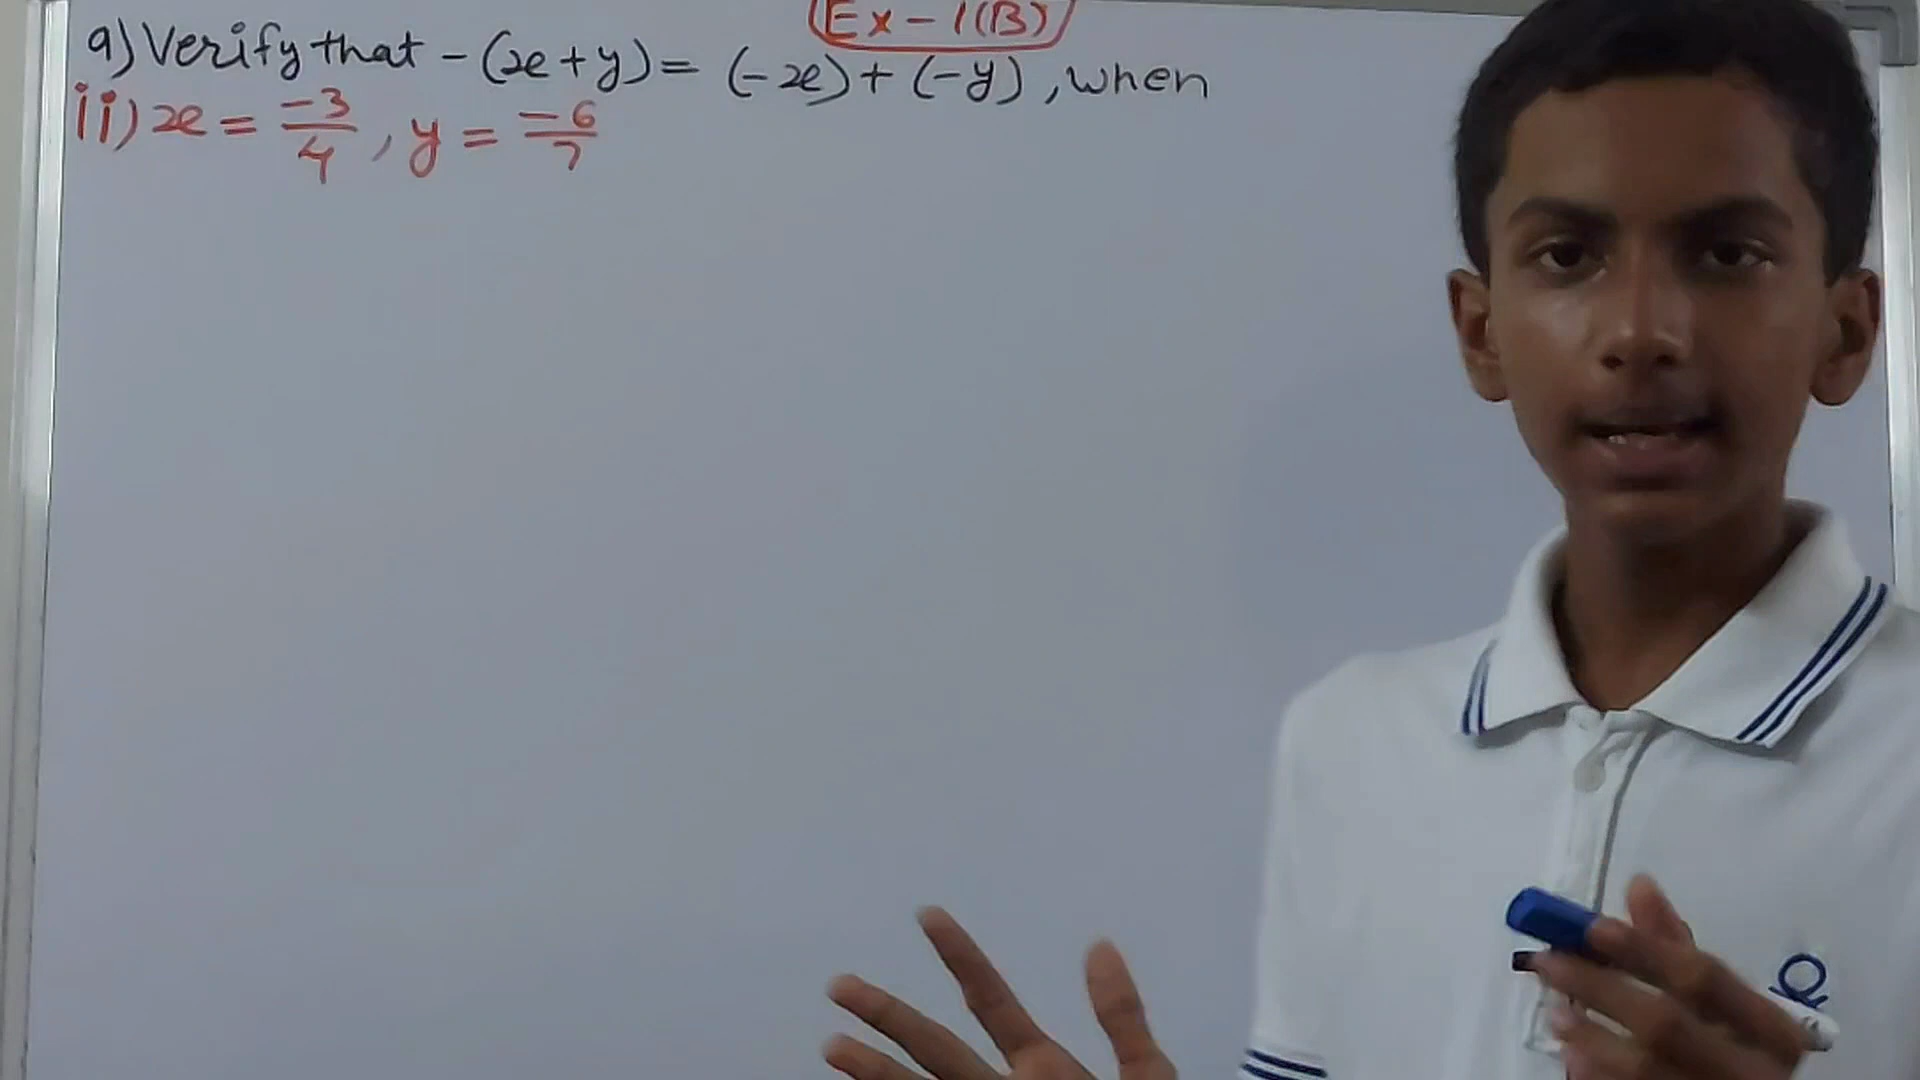 Ex-1(B)
9) Verify that -(x+y) = (-x)+(-y), when
ii) x = -3/4, y = -6/7